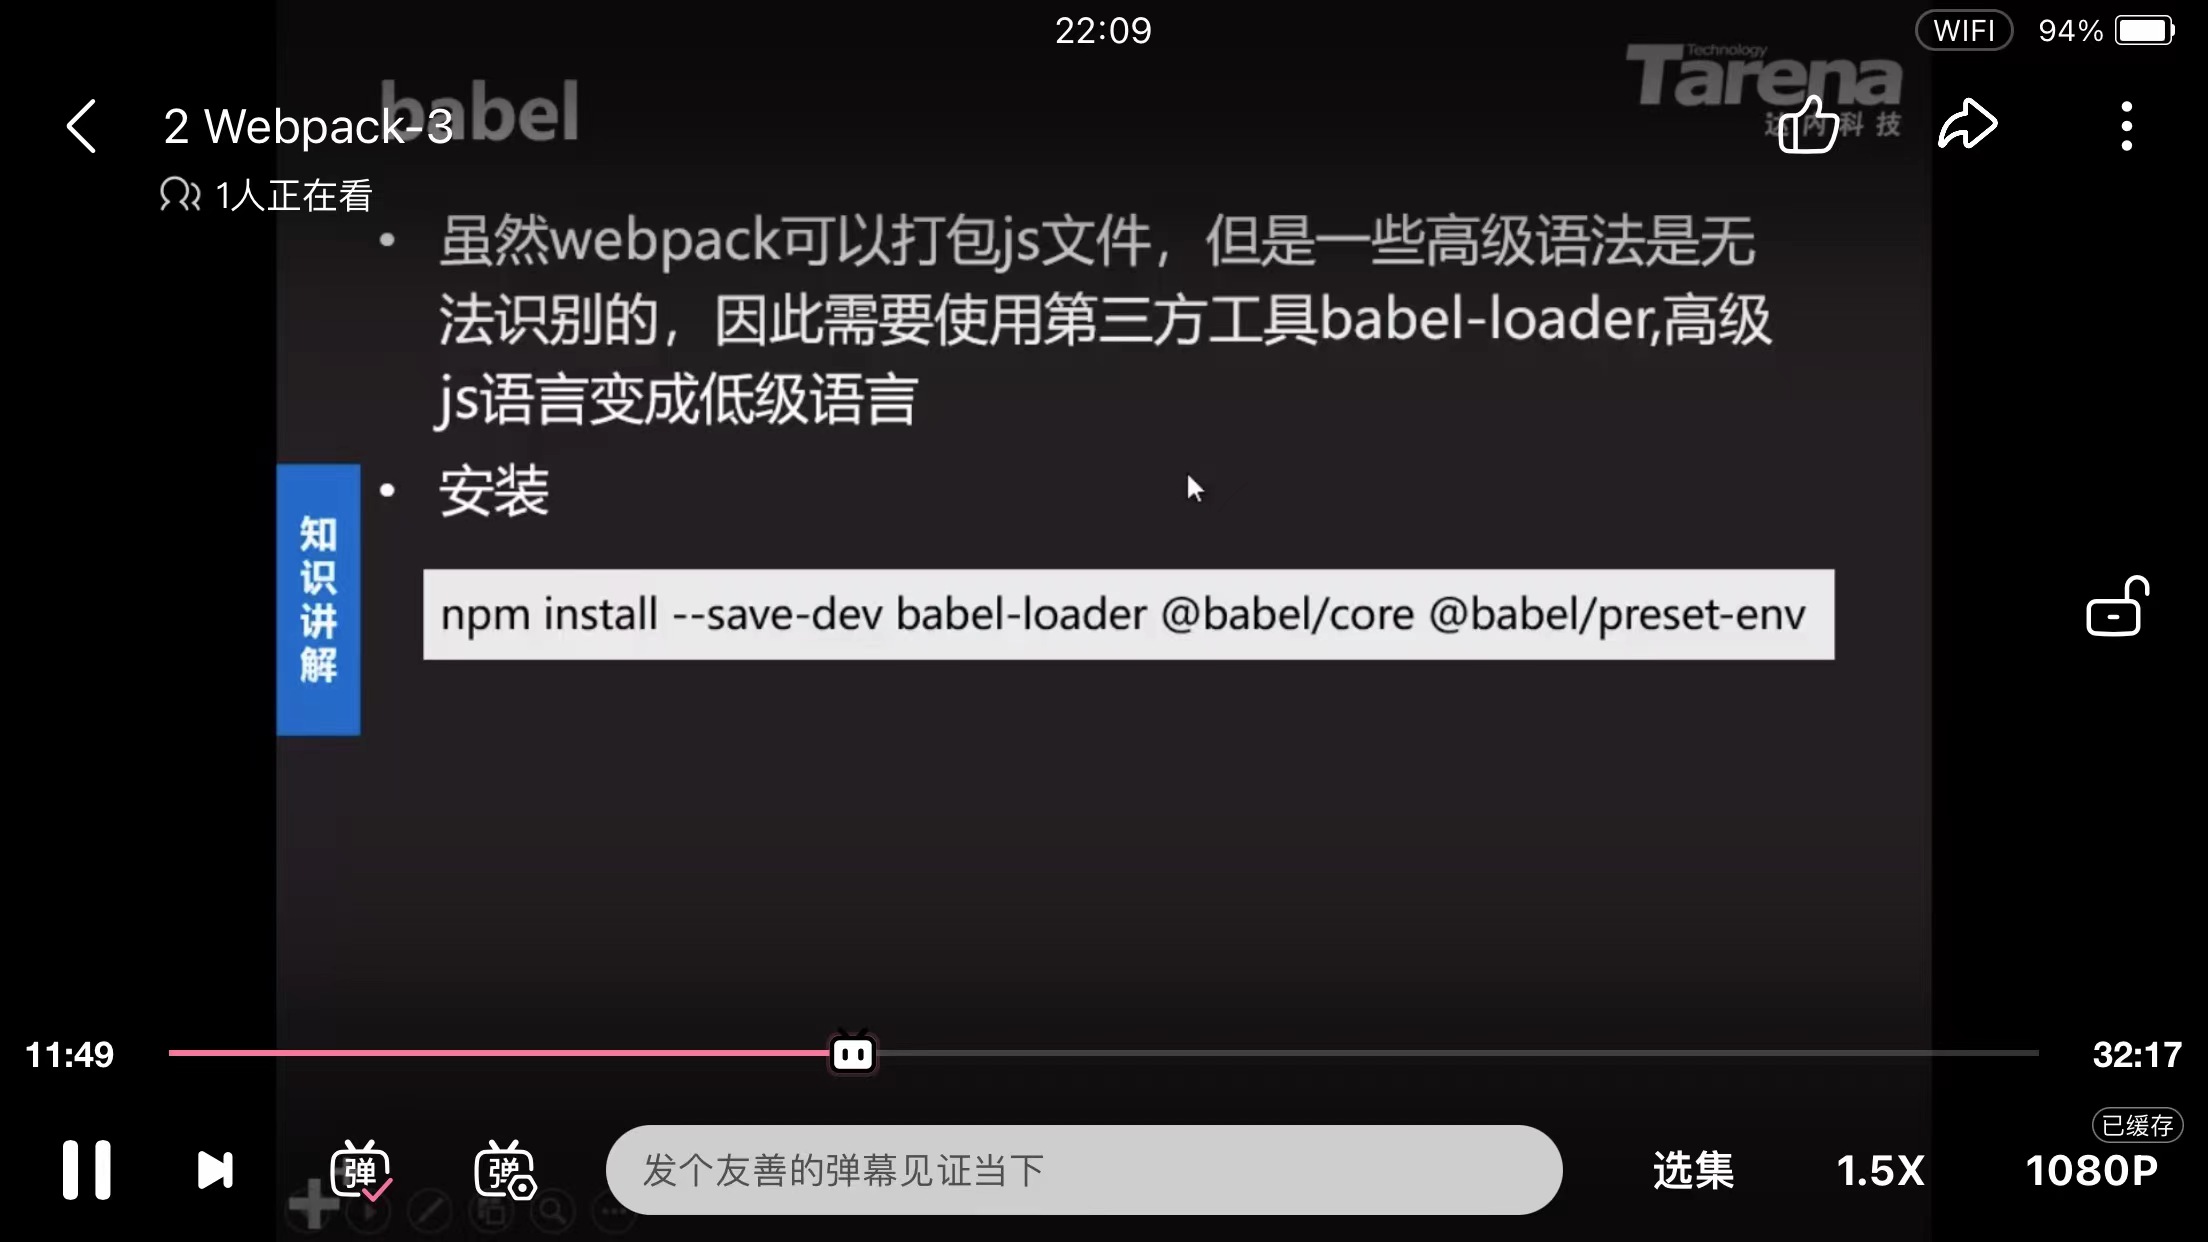 22:09
WIFI 94%
Technology
Tarena
达内科技
babel
2 Webpack-3
1人正在看
• 虽然webpack可以打包js文件，但是一些高级语法是无
法识别的，因此需要使用第三方工具babel-loader,高级
js语言变成低级语言
• 安装
知识讲解
npm install --save-dev babel-loader @babel/core @babel/preset-env
11:49
32:17
已缓存
弹
弹
发个友善的弹幕见证当下
选集
1.5X
1080P